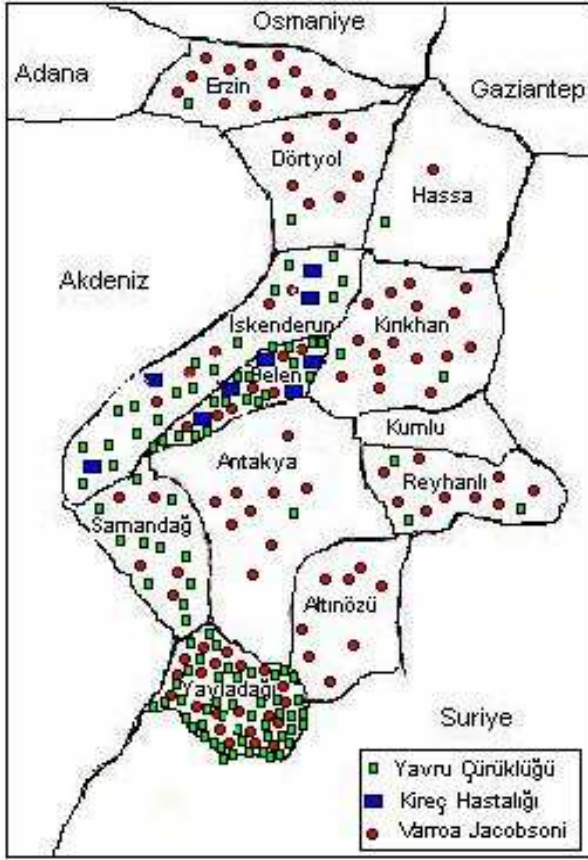 Osmaniye
Adana
Erzin
Gaziantep
Dörtyol
Hassa
Akdeniz
İskenderun
Kırıkhan
Belen
Kumlu
Antakya
Reyhanlı
Samandağ
Altınözü
Yayladağı
Suriye
Yavru Çürüklüğü
Kireç Hastalığı
Varroa Jacobsoni